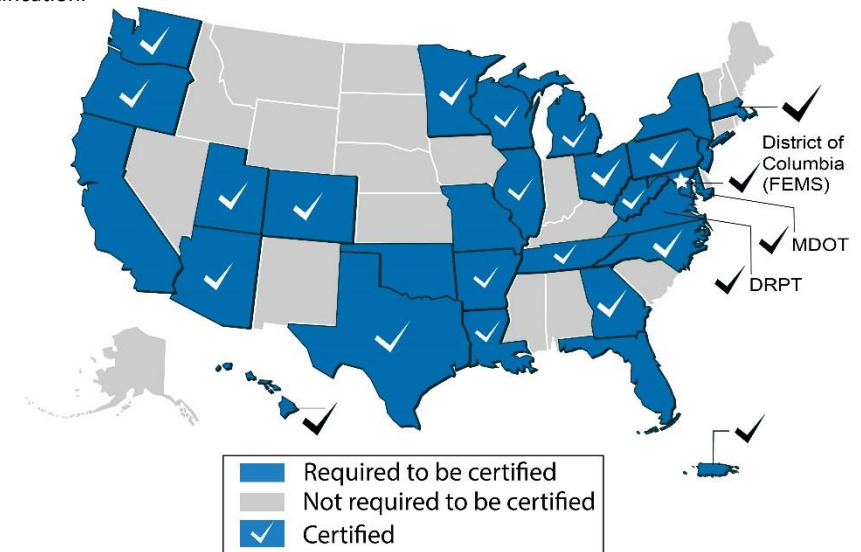 District of
Columbia
(FEMS)
MDOT
DRPT
Required to be certified
Not required to be certified
Certified